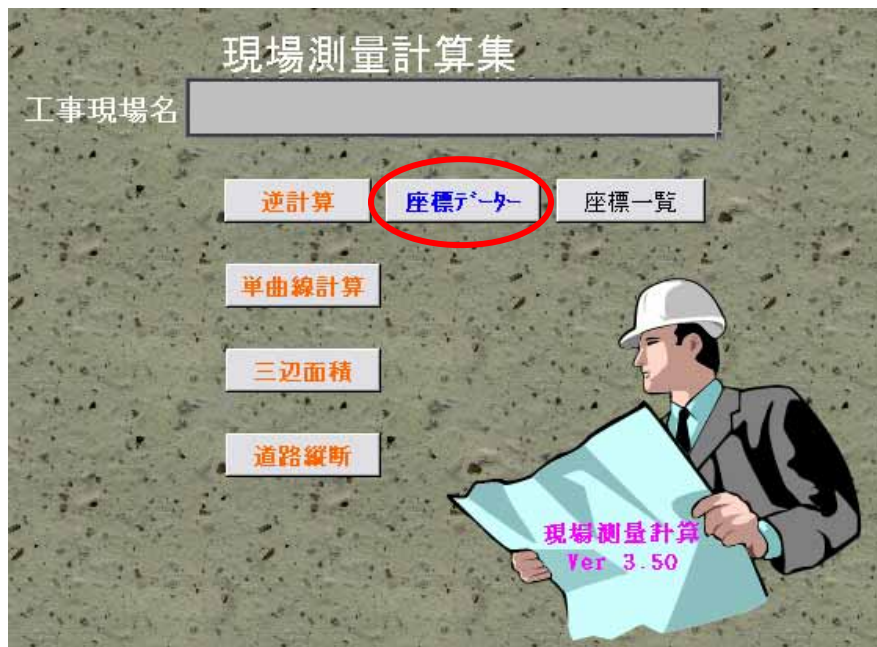 現場測量計算集
工事現場名
逆計算 座標ﾃﾞｰﾀｰ 座標一覧
単曲線計算
三辺面積
道路縦断
現場測量計算
Ver 3.50